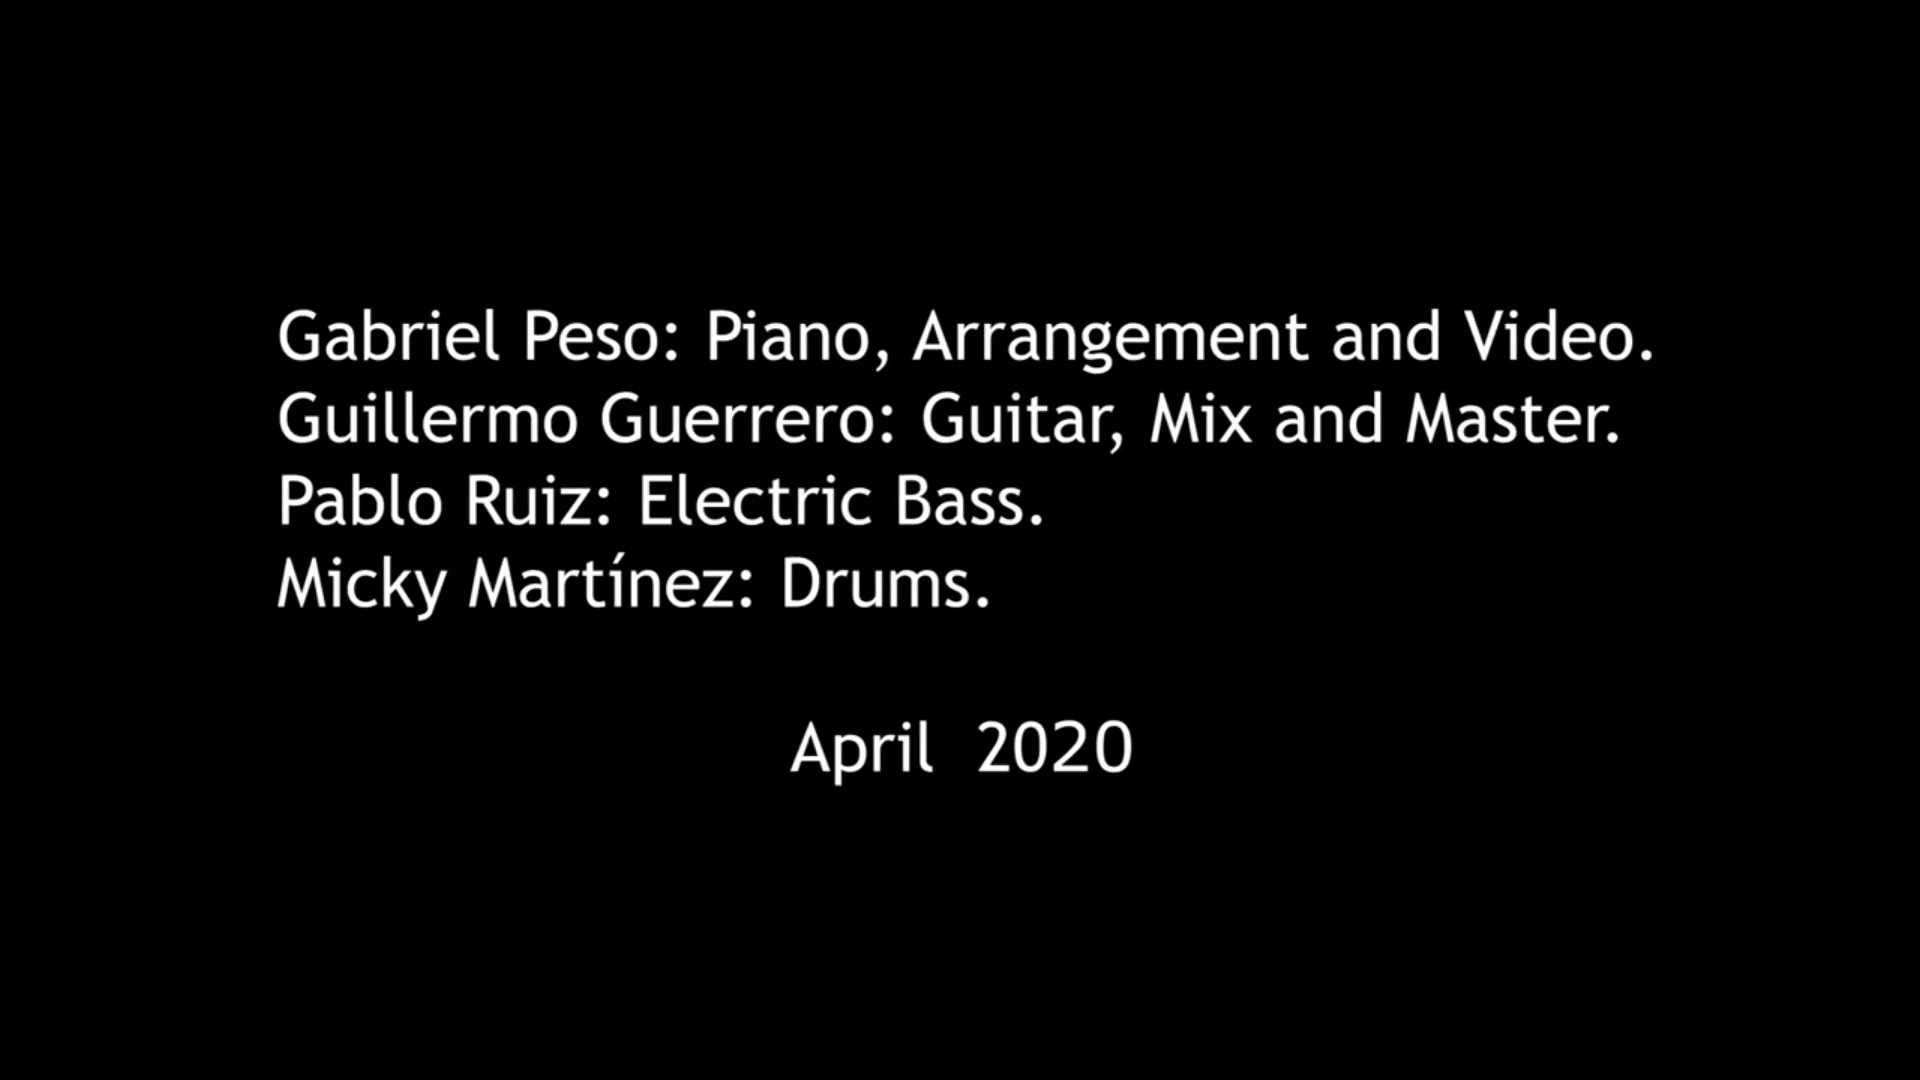 Gabriel Peso: Piano, Arrangement and Video.
Guillermo Guerrero: Guitar, Mix and Master.
Pablo Ruiz: Electric Bass.
Micky Martínez: Drums.
April 2020